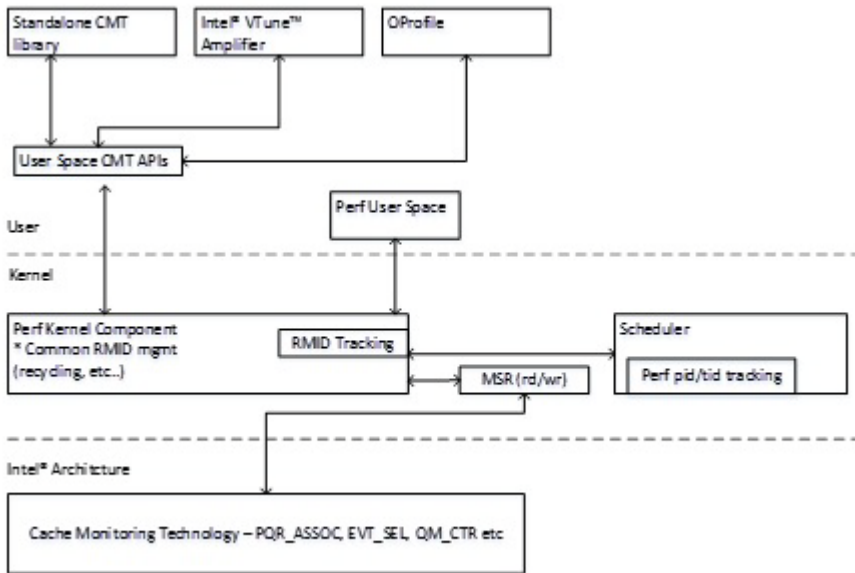 Standalone CMT
library
Intel® VTune™
Amplifier
OProfile
User Space CMT APIs
Perf User Space
User
Kernel
Perf Kernel Component
* Common RMID mgmt
(recycling, etc..)
RMID Tracking
MSR (rd/wr)
Scheduler
Perf pid/tid tracking
Intel® Architcture
Cache Monitoring Technology – PQR_ASSOC, EVT_SEL, QM_CTR etc